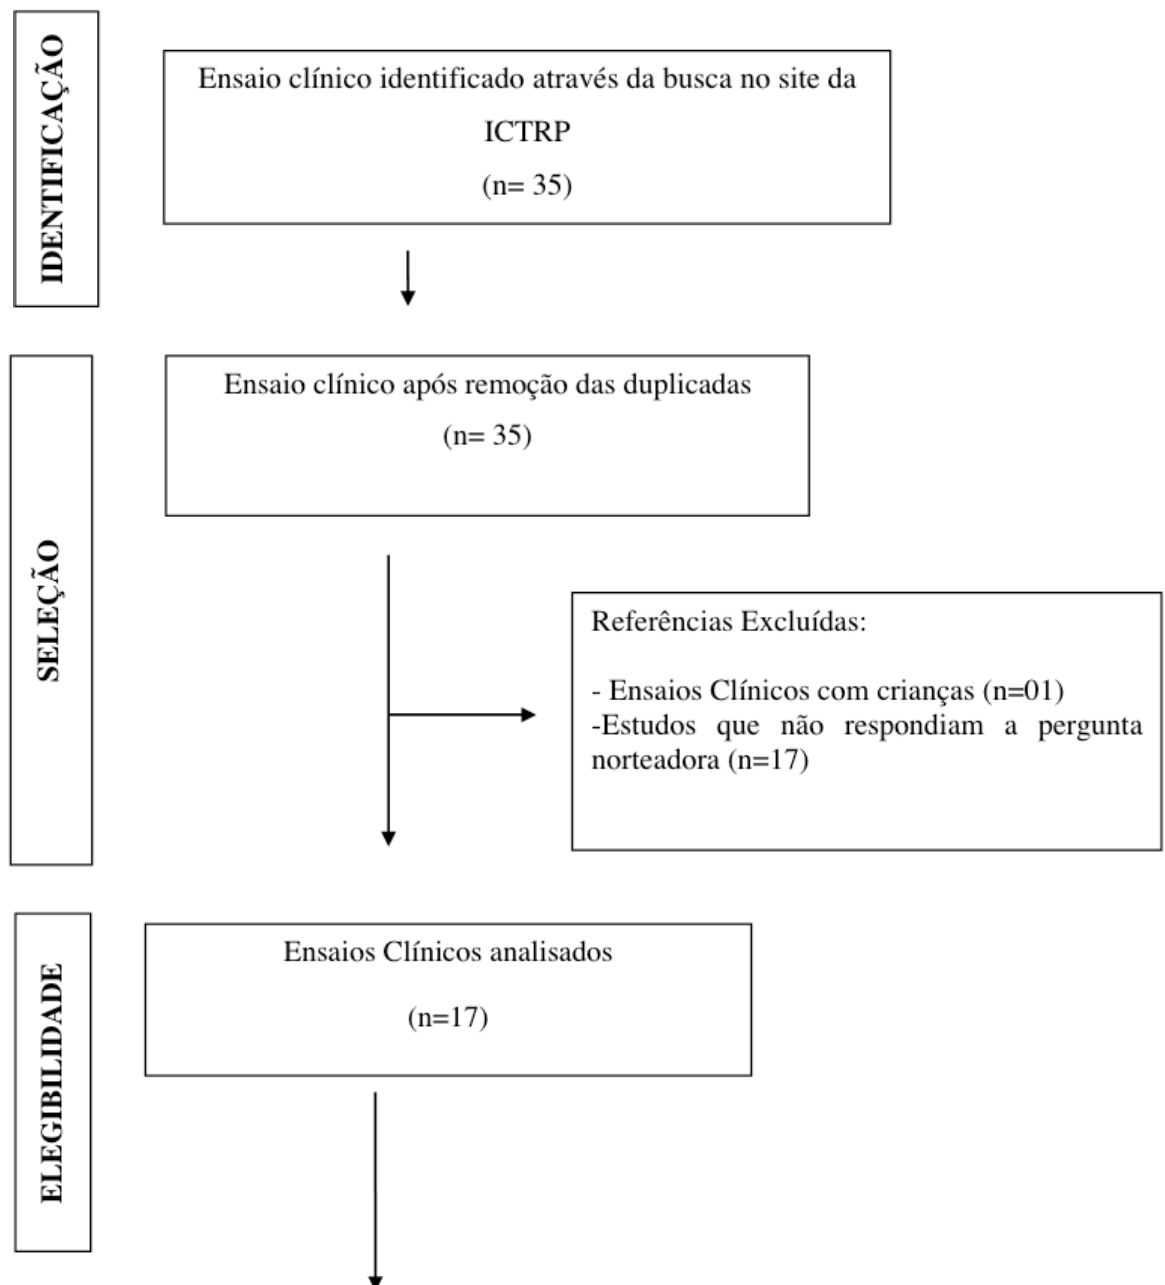 IDENTIFICAÇÃO
Ensaio clínico identificado através da busca no site da
ICTRP
(n= 35)
SELEÇÃO
Ensaio clínico após remoção das duplicadas
(n= 35)
Referências Excluídas:
- Ensaios Clínicos com crianças (n=01)
-Estudos que não respondiam a pergunta
norteadora (n=17)
ELEGIBILIDADE
Ensaios Clínicos analisados
(n=17)